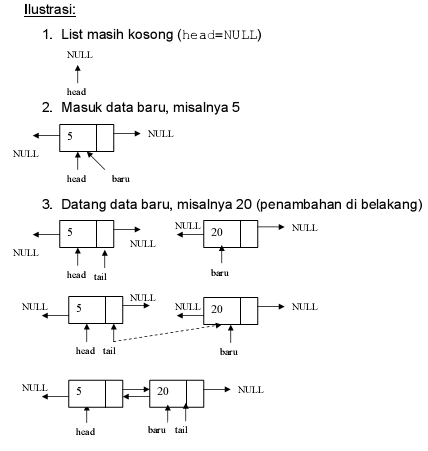 Ilustrasi:
1. List masih kosong (head=NULL)
NULL
head
2. Masuk data baru, misalnya 5
5 NULL
NULL
head baru
3. Datang data baru, misalnya 20 (penambahan di belakang)
5 NULL 20 NULL
NULL NULL
head tail baru
NULL 5 NULL NULL 20 NULL
head tail baru
NULL 5 20 NULL
head baru tail